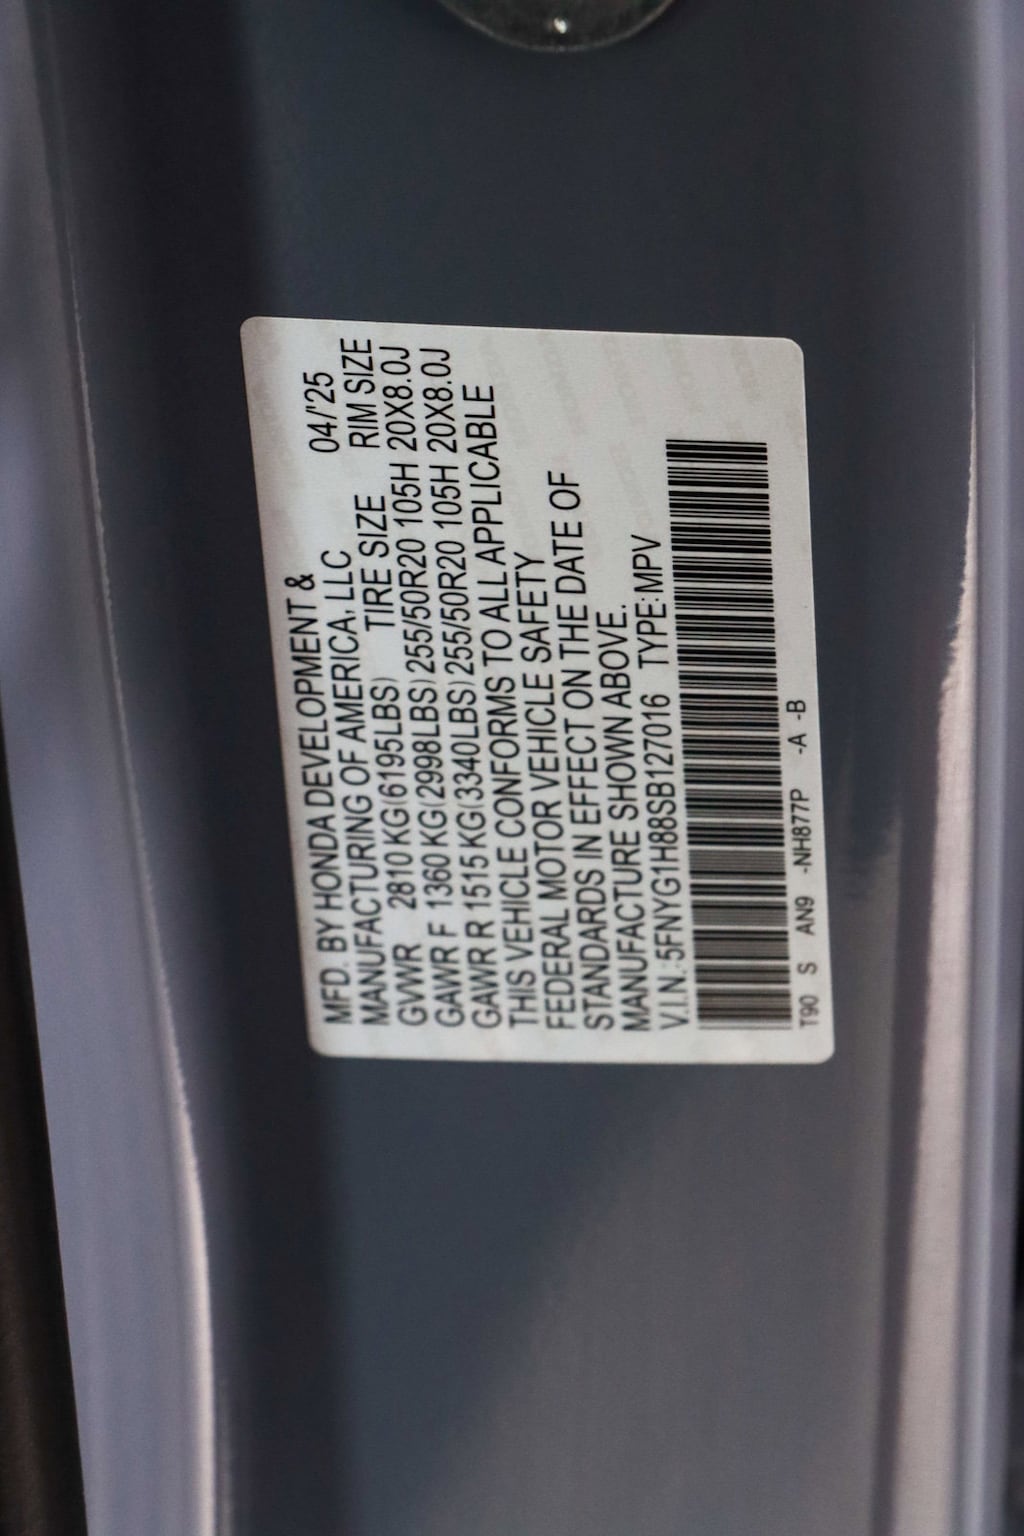 MFD. BY HONDA DEVELOPMENT &
MANUFACTURING OF AMERICA, LLC 04/'25
GVWR 2810 KG(6195LBS) TIRE SIZE RIM SIZE
GAWR F 1360 KG(2998LBS) 255/50R20 105H 20X8.0J
GAWR R 1515 KG(3340LBS) 255/50R20 105H 20X8.0J
THIS VEHICLE CONFORMS TO ALL APPLICABLE
FEDERAL MOTOR VEHICLE SAFETY
STANDARDS IN EFFECT ON THE DATE OF
MANUFACTURE SHOWN ABOVE.
V.I.N.:5FNYG1H88SB127016 TYPE:MPV
T90 S AN9 -NH877P -A -B